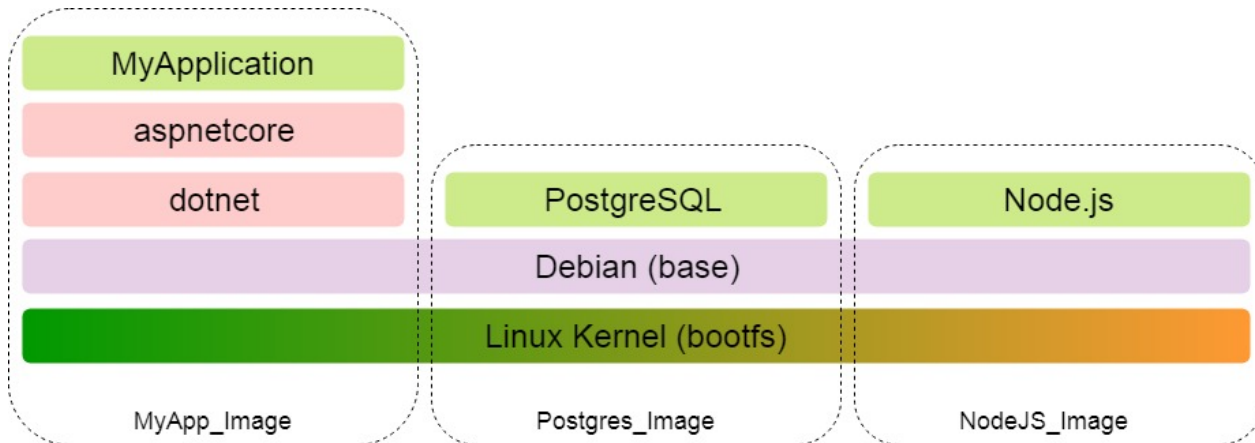 MyApplication
aspnetcore
dotnet
PostgreSQL
Node.js
Debian (base)
Linux Kernel (bootfs)
MyApp_Image
Postgres_Image
NodeJS_Image